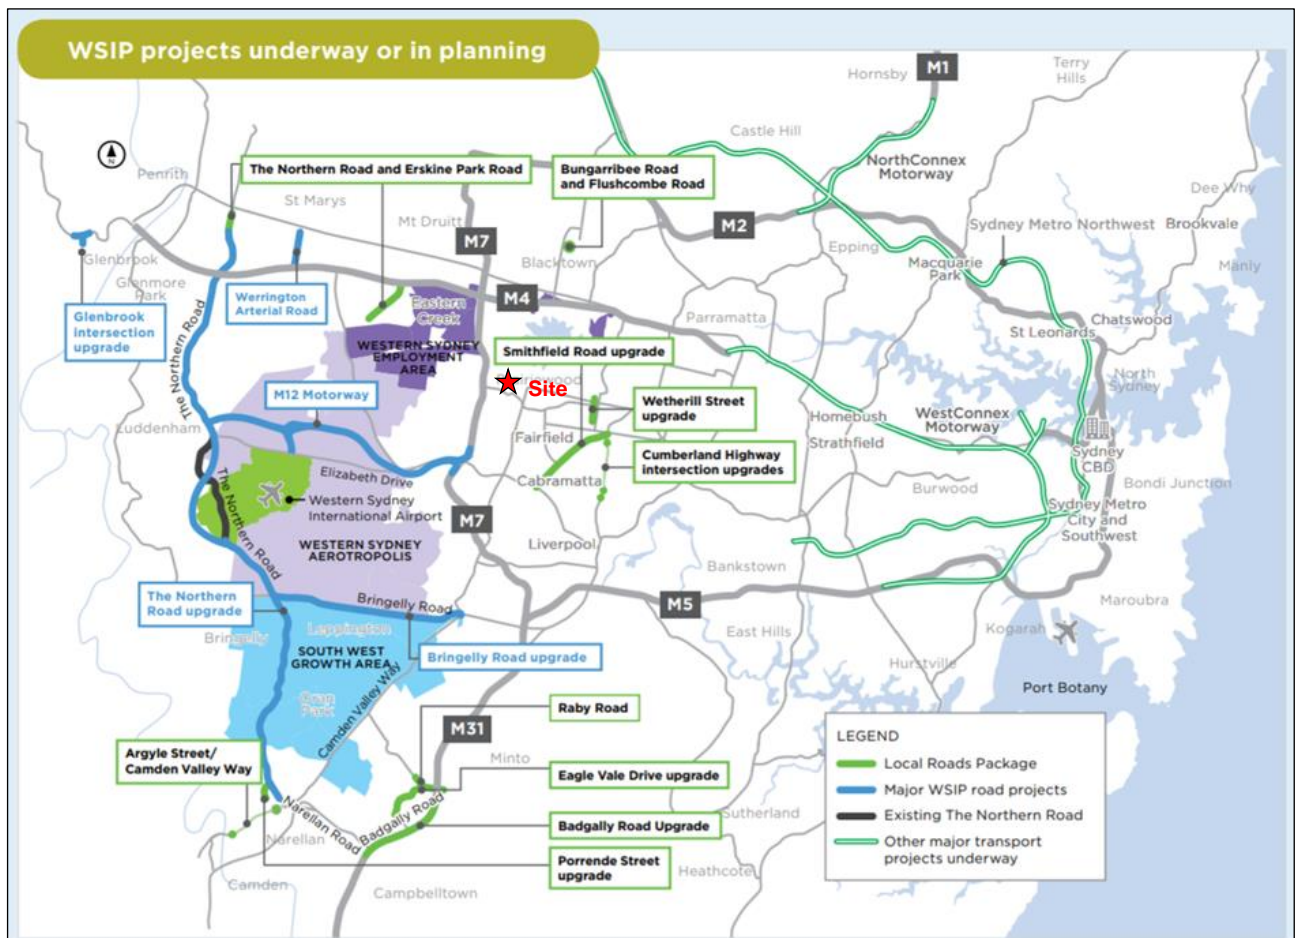 WSIP projects underway or in planning
Hornsby
M1
Terry
Hills
Castle Hill
NorthConnex
Motorway
The Northern Road and Erskine Park Road
Bungarribee Road
and Flushcombe Road
Penrith
St Marys
Mt Druitt
M7
M2
Dee Why
Sydney Metro Northwest
Brookvale
Epping
Macquarie
Park
Manly
Glenbrook
Blacktown
Glenmore
Park
Werrington
Arterial Road
Eastern
Creek
M4
Parramatta
Chatswood
St Leonards
Glenbrook
intersection
upgrade
The Northern Road
WESTERN SYDNEY
EMPLOYMENT
AREA
Smithfield Road upgrade
North
Sydney
Site
M12 Motorway
Wetherill Street
upgrade
Homebush
Strathfield
WestConnex
Motorway
Luddenham
Fairfield
Cumberland Highway
intersection upgrades
Sydney
CBD
Elizabeth Drive
Cabramatta
Burwood
Bondi Junction
The Northern Road
Western Sydney
International Airport
M7
Sydney Metro
City and
Southwest
WESTERN SYDNEY
AEROTROPOLIS
Liverpool
Bankstown
The Northern
Road upgrade
Bringelly Road
M5
Maroubra
Bringelly
Leppington
East Hills
Kogarah
SOUTH WEST
GROWTH AREA
Bringelly Road upgrade
Hurstville
Oran
Park
Camden Valley Way
Port Botany
Raby Road
M31
Minto
Argyle Street/
Camden Valley Way
Eagle Vale Drive upgrade
Narellan Road
Badgally Road
Badgally Road Upgrade
Sutherland
Narellan
Porrende Street
upgrade
Heathcote
Camden
Campbelltown
LEGEND
Local Roads Package
Major WSIP road projects
Existing The Northern Road
Other major transport
projects underway